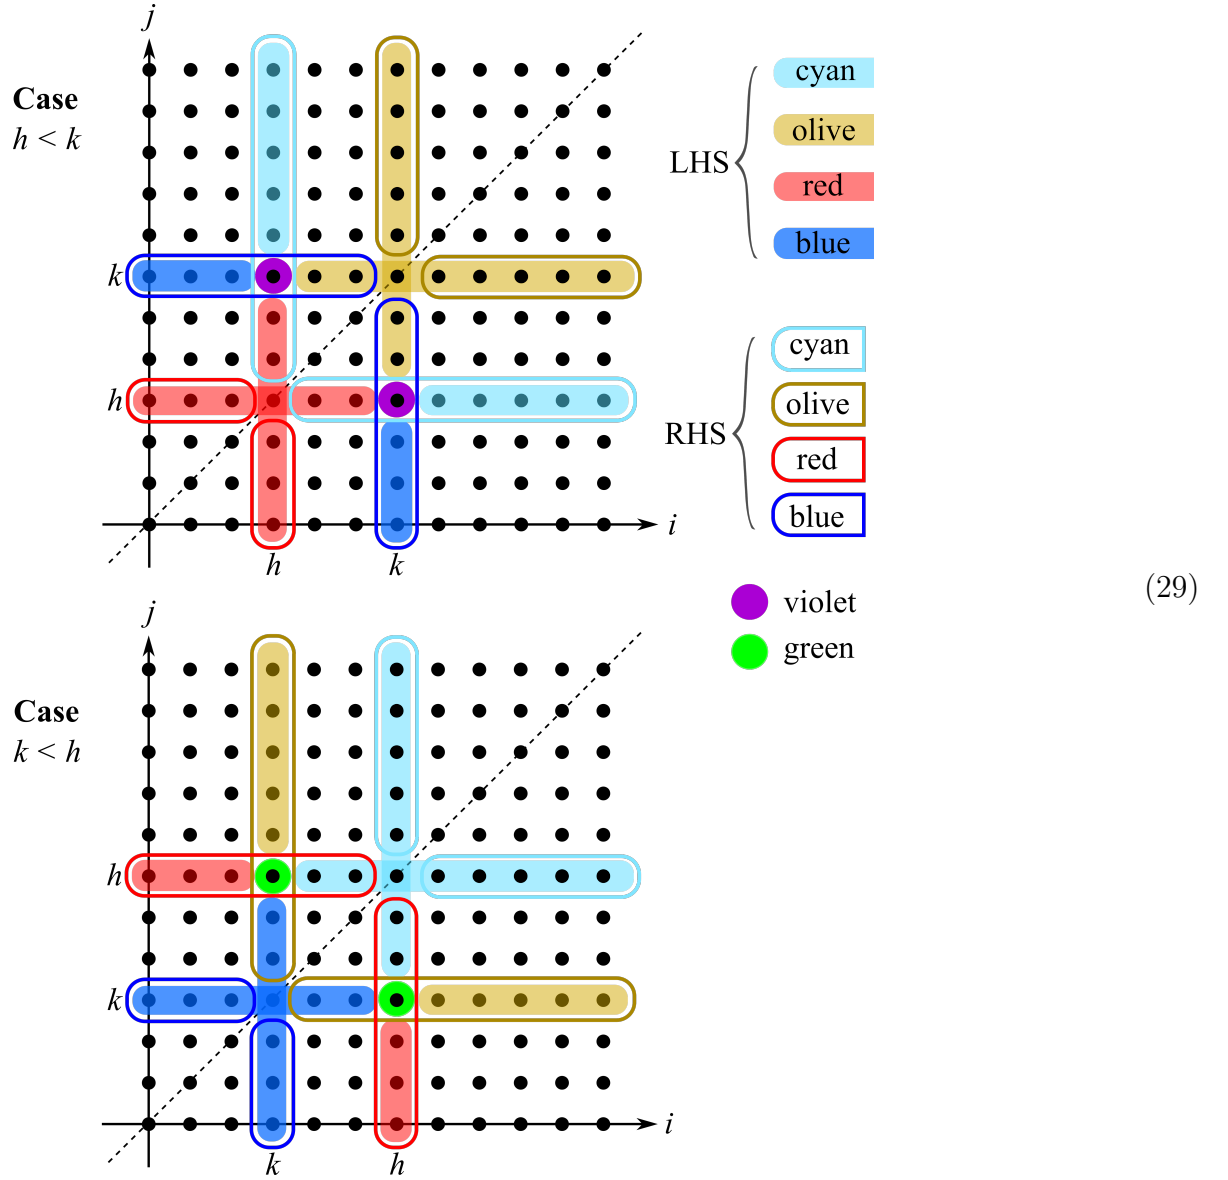 j
Case
h < k
k
h
h
k
i
LHS
cyan
olive
red
blue
RHS
cyan
olive
red
blue
violet
green
(29)
j
Case
k < h
h
k
k
h
i